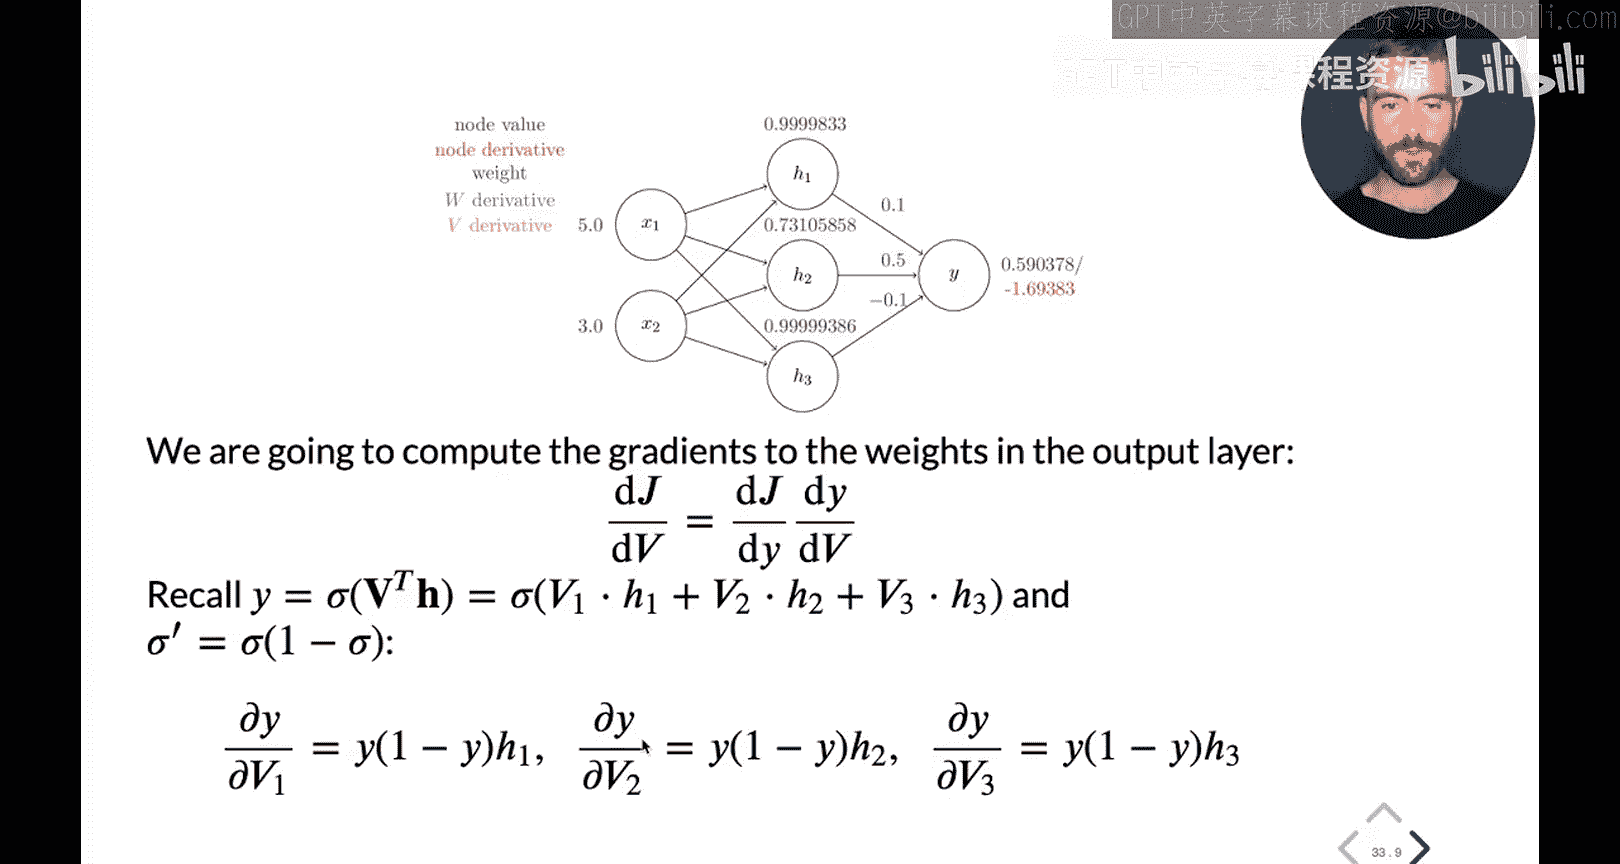 GPT中英字幕课程资源@bilibili.com
程资源 bilibili
node value
node derivative
weight
W derivative
V derivative
5.0
3.0
x₁
x₂
0.9999833
h₁
0.73105858
h₂
0.99999386
h₃
0.1
0.5
−0.1
y
0.590378/
-1.69383
We are going to compute the gradients to the weights in the output layer:
dJ/dV = dJ/dy dy/dV
Recall y = σ(Vᵀh) = σ(V₁ · h₁ + V₂ · h₂ + V₃ · h₃) and
σ′ = σ(1 − σ):
∂y/∂V₁ = y(1 − y)h₁, ∂y/∂V₂ = y(1 − y)h₂, ∂y/∂V₃ = y(1 − y)h₃
33.9